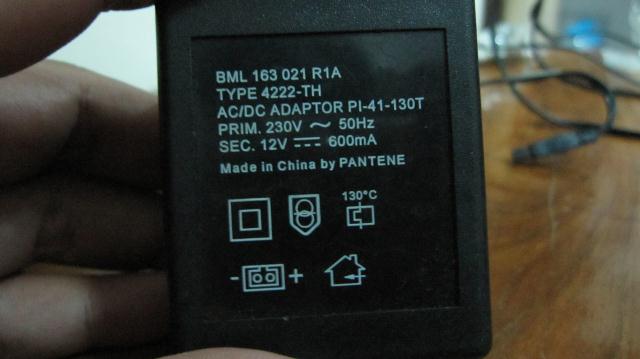 BML 163 021 R1A
TYPE 4222-TH
AC/DC ADAPTOR PI-41-130T
PRIM. 230V ~ 50Hz
SEC. 12V ⎓ 600mA
Made in China by PANTENE
130°C
- +